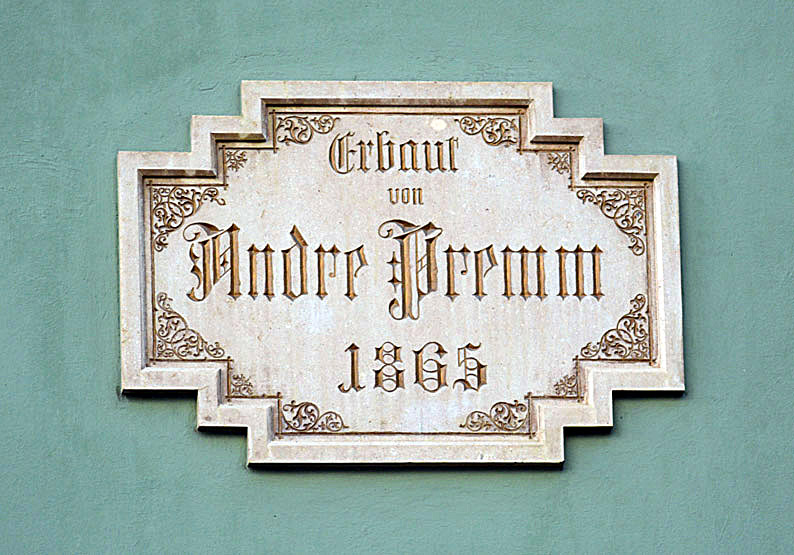 Erbaut
von
Andre Premm
1865